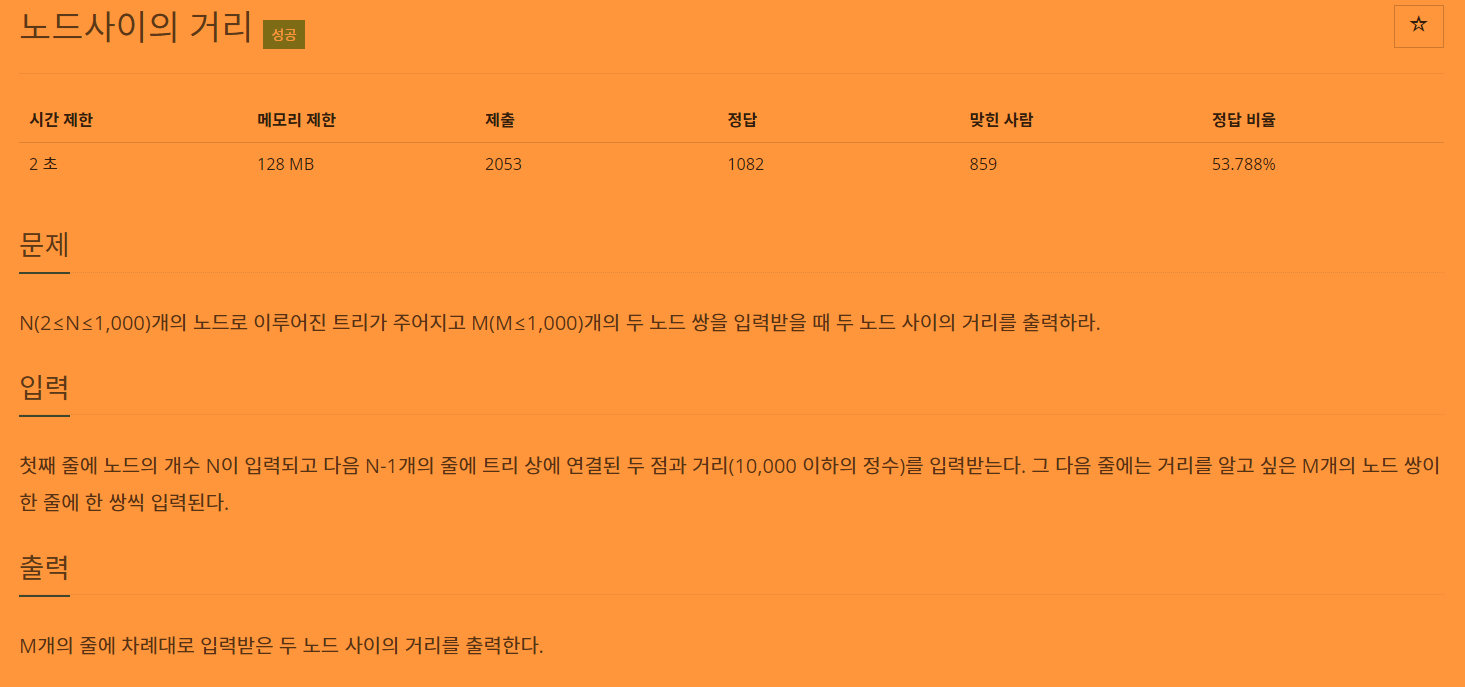 노드사이의 거리 성공
시간 제한 메모리 제한 제출 정답 맞힌 사람 정답 비율
2 초 128 MB 2053 1082 859 53.788%
문제
N(2≤N≤1,000)개의 노드로 이루어진 트리가 주어지고 M(M≤1,000)개의 두 노드 쌍을 입력받을 때 두 노드 사이의 거리를 출력하라.
입력
첫째 줄에 노드의 개수 N이 입력되고 다음 N-1개의 줄에 트리 상에 연결된 두 점과 거리(10,000 이하의 정수)를 입력받는다. 그 다음 줄에는 거리를 알고 싶은 M개의 노드 쌍이
한 줄에 한 쌍씩 입력된다.
출력
M개의 줄에 차례대로 입력받은 두 노드 사이의 거리를 출력한다.